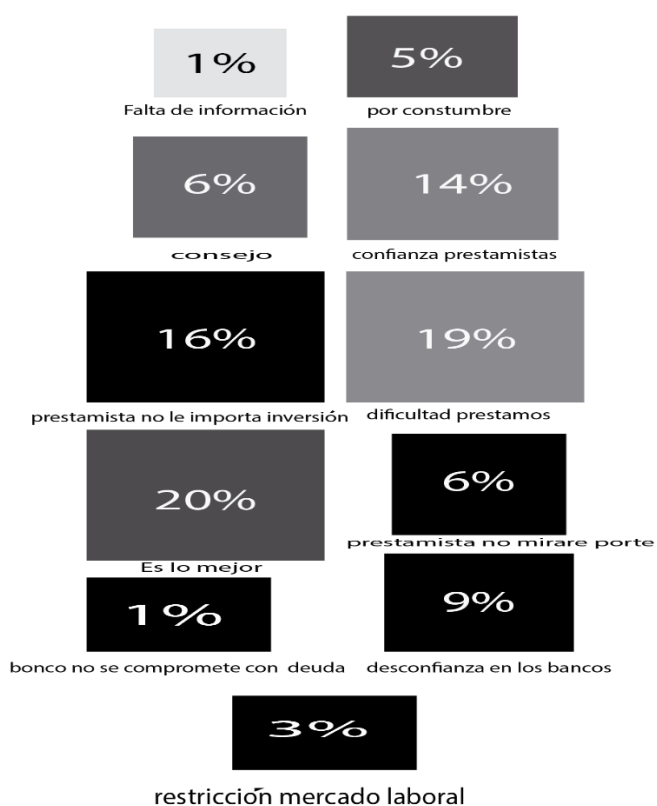 1%
5%
Falta de información
por constumbre
6%
14%
consejo
confianza prestamistas
16%
19%
prestamista no le importa inversión
dificultad prestamos
20%
6%
Es lo mejor
prestamista no mirare porte
1%
9%
bonco no se compromete con deuda
desconfianza en los bancos
3%
restricción mercado laboral